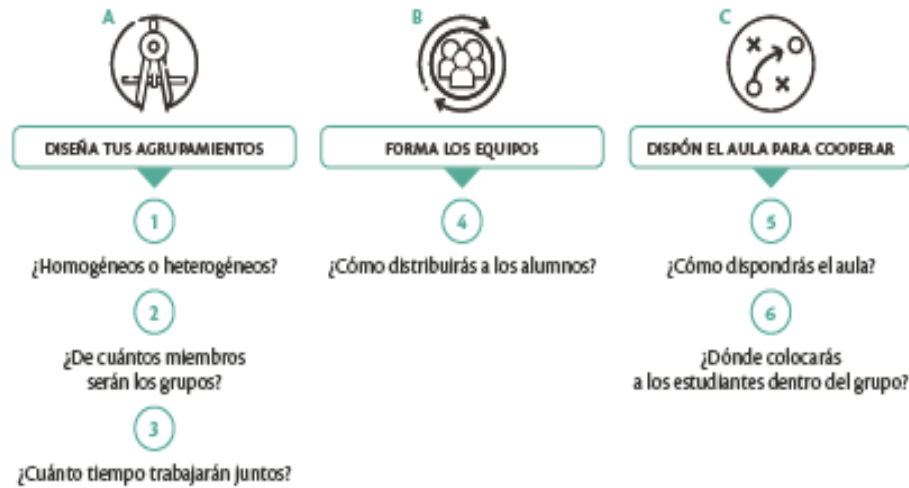 A
DISEÑA TUS AGRUPAMIENTOS
1
¿Homogéneos o heterogéneos?
2
¿De cuántos miembros
serán los grupos?
3
¿Cuánto tiempo trabajarán juntos?
B
FORMA LOS EQUIPOS
4
¿Cómo distribuirás a los alumnos?
C
DISPÓN EL AULA PARA COOPERAR
5
¿Cómo dispondrás el aula?
6
¿Dónde colocarás
a los estudiantes dentro del grupo?